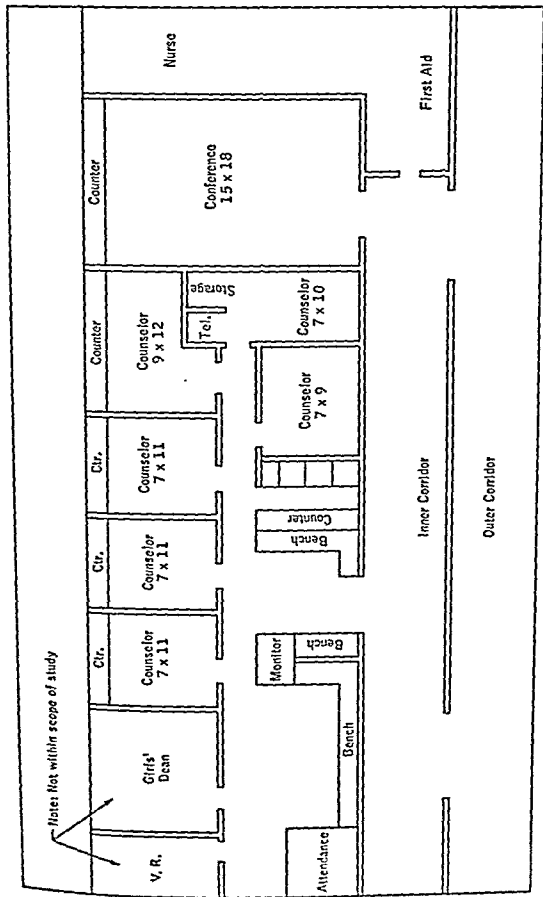 Note: Not within scope of study
V. R.
Girls'
Dean
Ctr.
Counselor
7 x 11
Ctr.
Counselor
7 x 11
Ctr.
Counselor
7 x 11
Counter
Counselor
9 x 12
Tel.
Storage
Counter
Conference
15 x 18
Nurse
Attendance
Bench
Monitor
Bench
Bench
Counter
Counselor
7 x 9
Counselor
7 x 10
First Aid
Inner Corridor
Outer Corridor